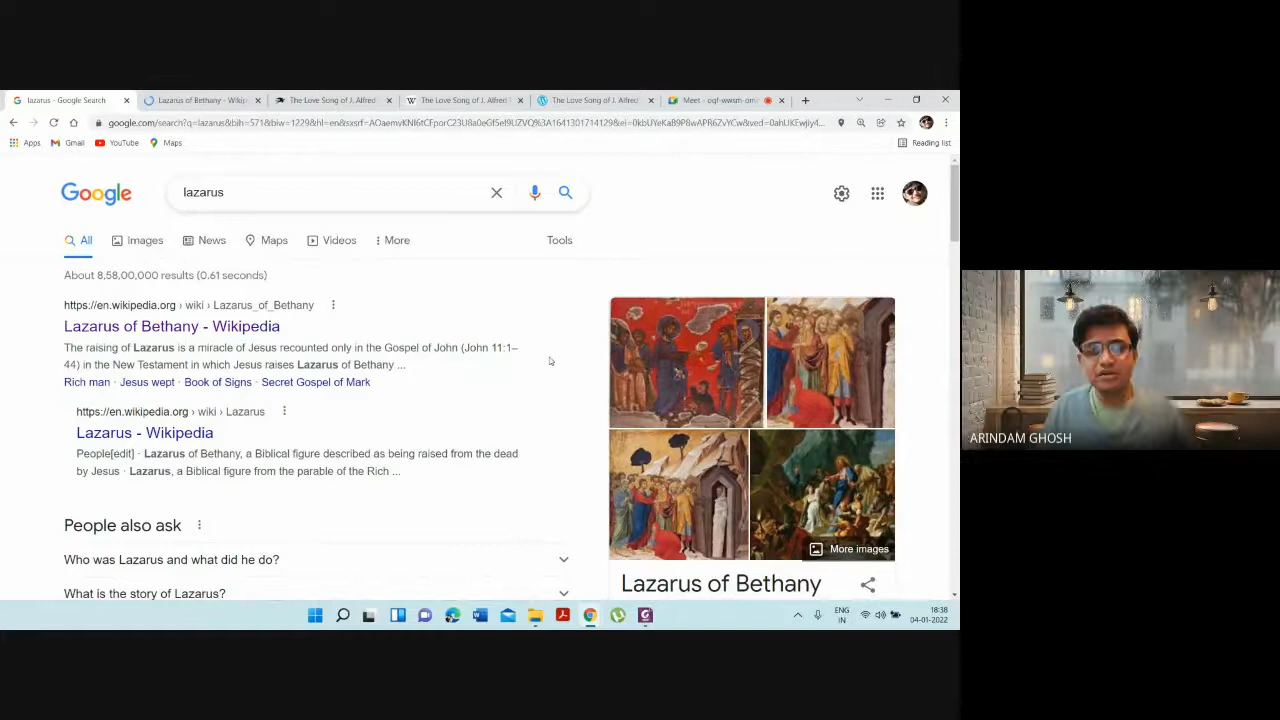 lazarus - Google Search
Lazarus of Bethany - Wikip
The Love Song of J. Alfred
The Love Song of J. Alfred
The Love Song of J. Alfred
Meet - oqf-wwsm-om
Apps
Gmail
YouTube
Maps
Reading list
Google
lazarus
All
Images
News
Maps
Videos
More
Tools
About 8,58,00,000 results (0.61 seconds)
https://en.wikipedia.org › wiki › Lazarus_of_Bethany
Lazarus of Bethany - Wikipedia
The raising of Lazarus is a miracle of Jesus recounted only in the Gospel of John (John 11:1–
44) in the New Testament in which Jesus raises Lazarus of Bethany ...
Rich man · Jesus wept · Book of Signs · Secret Gospel of Mark
https://en.wikipedia.org › wiki › Lazarus
Lazarus - Wikipedia
People[edit] · Lazarus of Bethany, a Biblical figure described as being raised from the dead
by Jesus · Lazarus, a Biblical figure from the parable of the Rich ...
People also ask
Who was Lazarus and what did he do?
What is the story of Lazarus?
More images
Lazarus of Bethany
ENG
IN
18:38
04-01-2022
ARINDAM GHOSH